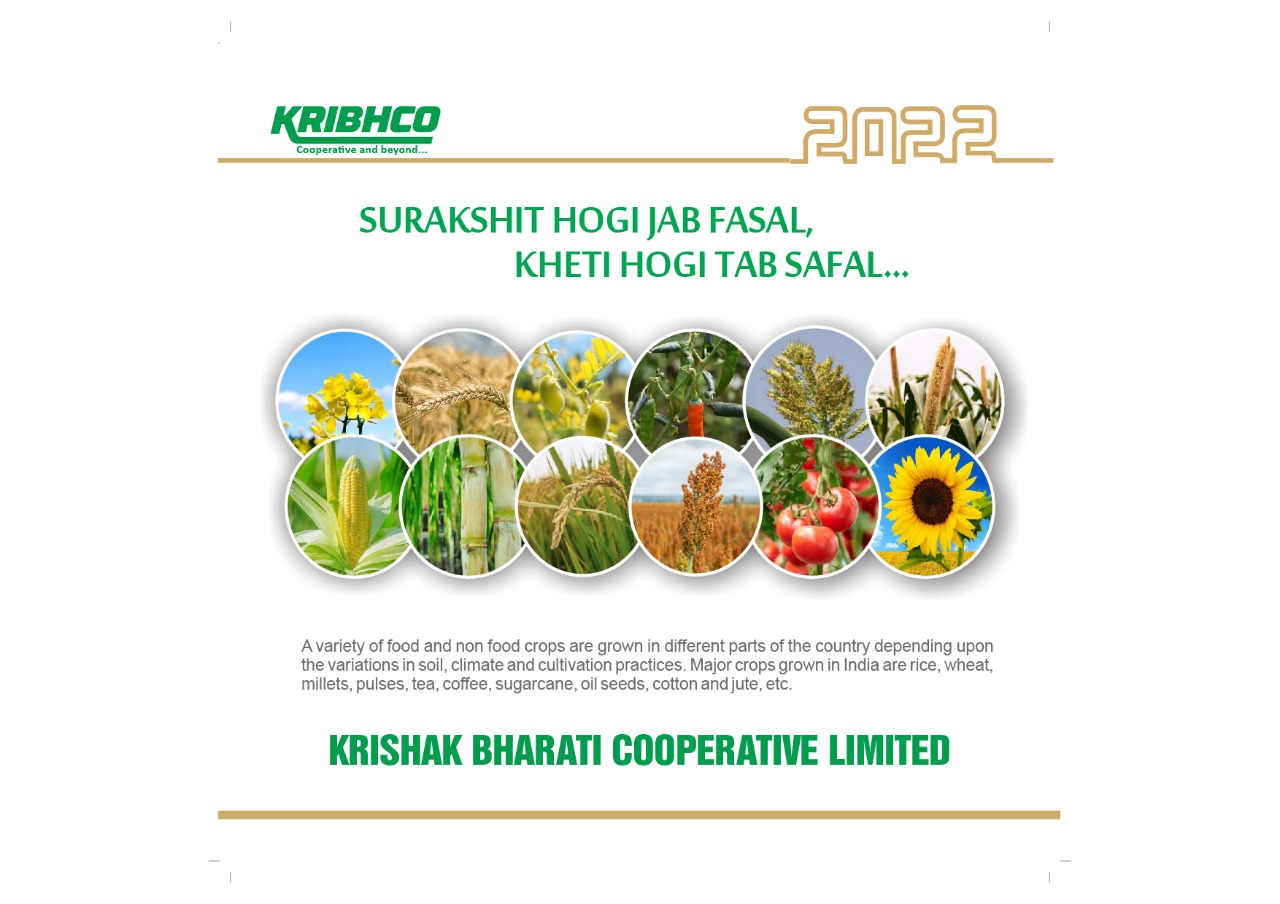 KRIBHCO
Cooperative and beyond...
2022
SURAKSHIT HOGI JAB FASAL,
KHETI HOGI TAB SAFAL...
A variety of food and non food crops are grown in different parts of the country depending upon
the variations in soil, climate and cultivation practices. Major crops grown in India are rice, wheat,
millets, pulses, tea, coffee, sugarcane, oil seeds, cotton and jute, etc.
KRISHAK BHARATI COOPERATIVE LIMITED